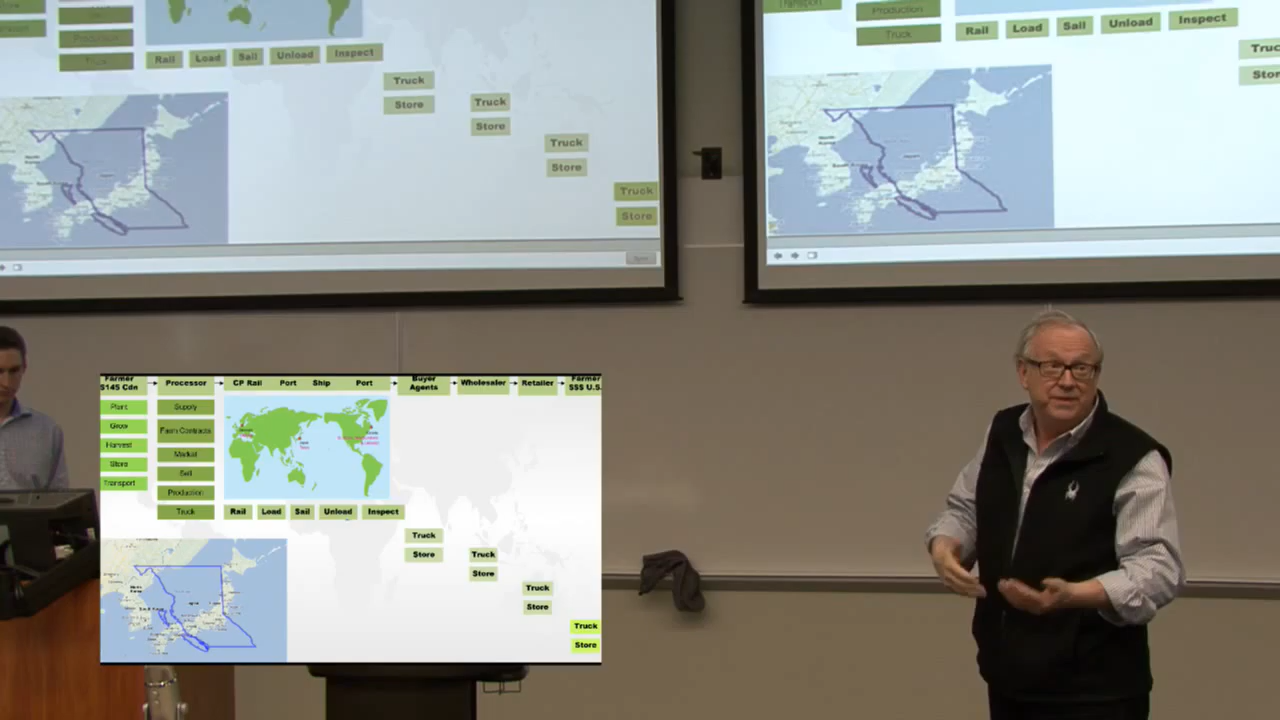 Production
Truck
Rail Load Sail Unload Inspect
Truck
Store
Truck
Store
Truck
Store
Truck
Store
Transport
Production
Truck
Rail Load Sail Unload Inspect
Farmer Processor CP Rail Port Ship Port Buyer Agents Wholesaler Retailer Farmer
$145 Cdn $$$ U.S.
Plant Supply
Grow Farm Contracts
Harvest Market
Store Sell
Transport Production
Truck Rail Load Sail Unload Inspect
Truck
Store Truck
Store
Truck
Store
Truck
Store